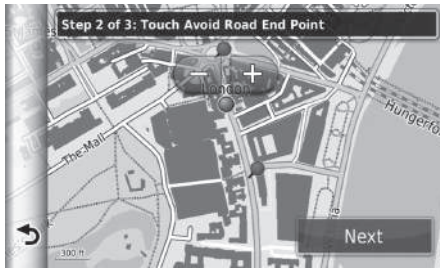 Step 2 of 3: Touch Avoid Road End Point
− +
London
Hungerfo
The Mall
Next
300 ft